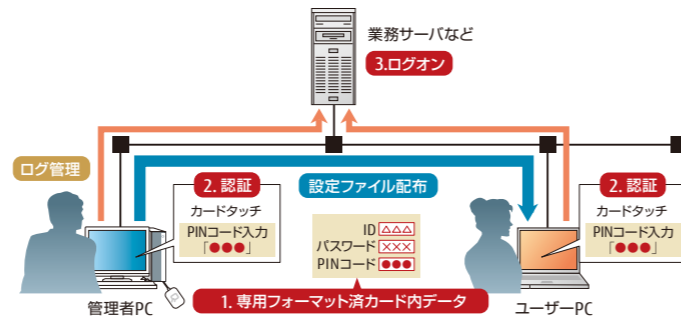 業務サーバなど
3.ログオン
ログ管理
2. 認証
カードタッチ
PINコード入力
「●●●」
設定ファイル配布
ID △△△
パスワード ×××
PINコード ●●●
2. 認証
カードタッチ
PINコード入力
「●●●」
管理者PC
1. 専用フォーマット済カード内データ
ユーザーPC